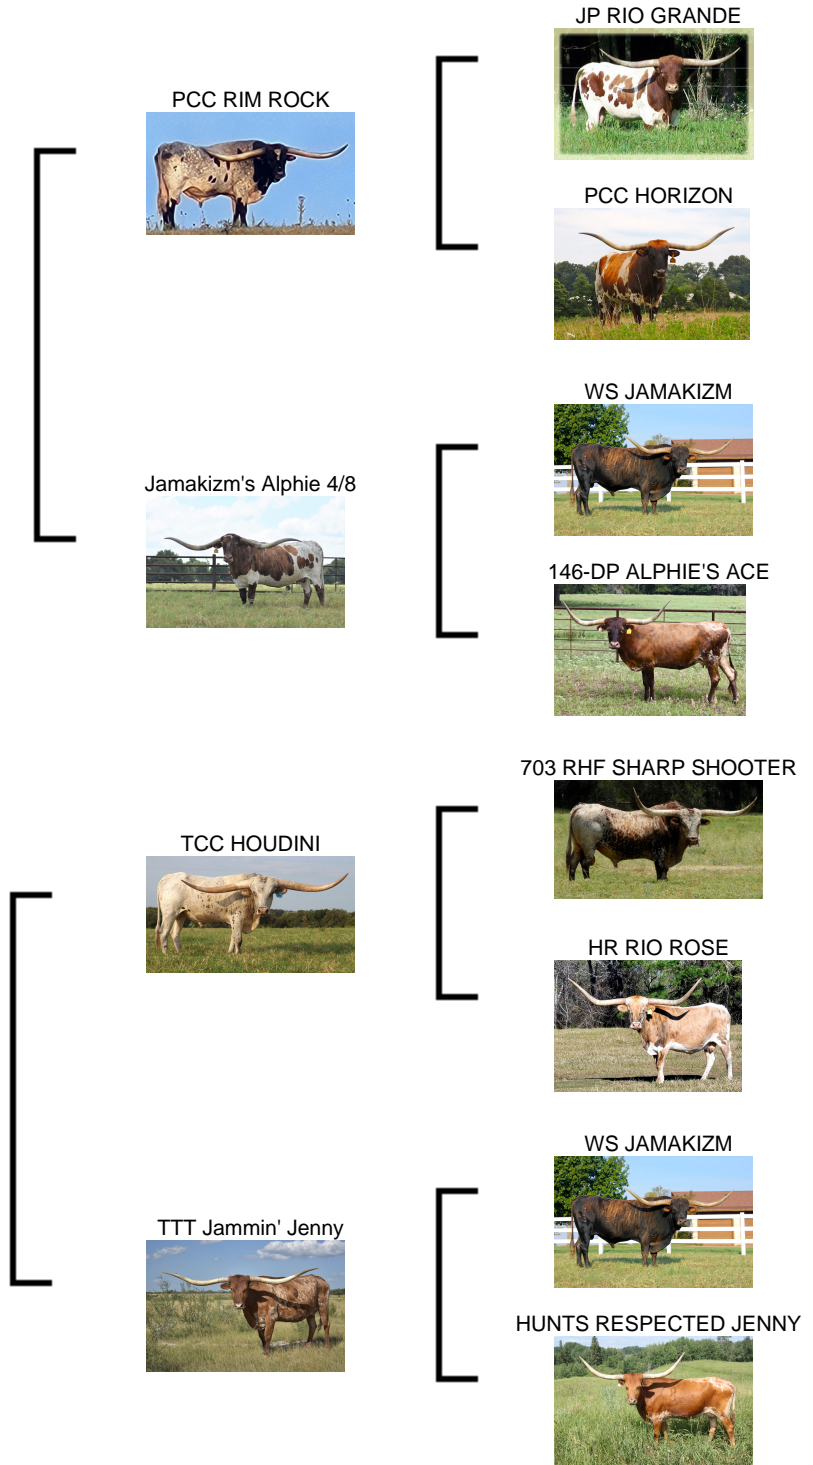 JP RIO GRANDE
PCC RIM ROCK
PCC HORIZON
WS JAMAKIZM
Jamakizm's Alphie 4/8
146-DP ALPHIE'S ACE
703 RHF SHARP SHOOTER
TCC HOUDINI
HR RIO ROSE
WS JAMAKIZM
TTT Jammin' Jenny
HUNTS RESPECTED JENNY